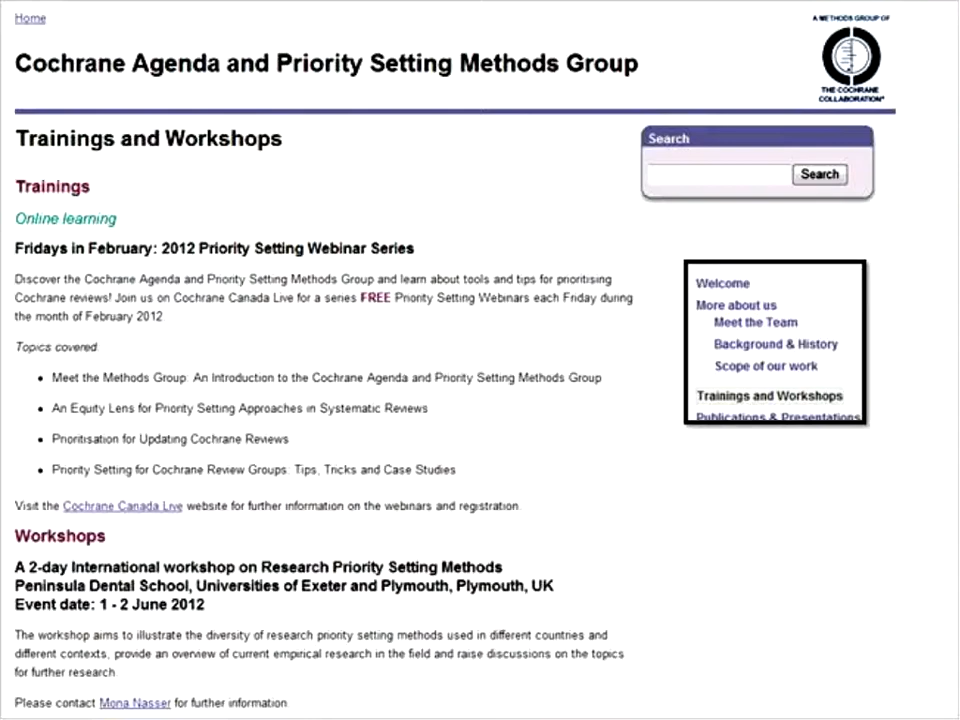 Home
A METHODS GROUP OF
THE COCHRANE
COLLABORATION®
Cochrane Agenda and Priority Setting Methods Group
Trainings and Workshops
Search
Search
Trainings
Online learning
Fridays in February: 2012 Priority Setting Webinar Series
Discover the Cochrane Agenda and Priority Setting Methods Group and learn about tools and tips for prioritising
Cochrane reviews! Join us on Cochrane Canada Live for a series FREE Priority Setting Webinars each Friday during
the month of February 2012
Topics covered:
• Meet the Methods Group: An Introduction to the Cochrane Agenda and Priority Setting Methods Group
• An Equity Lens for Priority Setting Approaches in Systematic Reviews
• Prioritisation for Updating Cochrane Reviews
• Priority Setting for Cochrane Review Groups: Tips, Tricks and Case Studies
Visit the Cochrane Canada Live website for further information on the webinars and registration.
Workshops
A 2-day International workshop on Research Priority Setting Methods
Peninsula Dental School, Universities of Exeter and Plymouth, Plymouth, UK
Event date: 1 - 2 June 2012
The workshop aims to illustrate the diversity of research priority setting methods used in different countries and
different contexts, provide an overview of current empirical research in the field and raise discussions on the topics
for further research
Please contact Mona Nasser for further information
Welcome
More about us
Meet the Team
Background & History
Scope of our work
Trainings and Workshops
Publications & Presentations